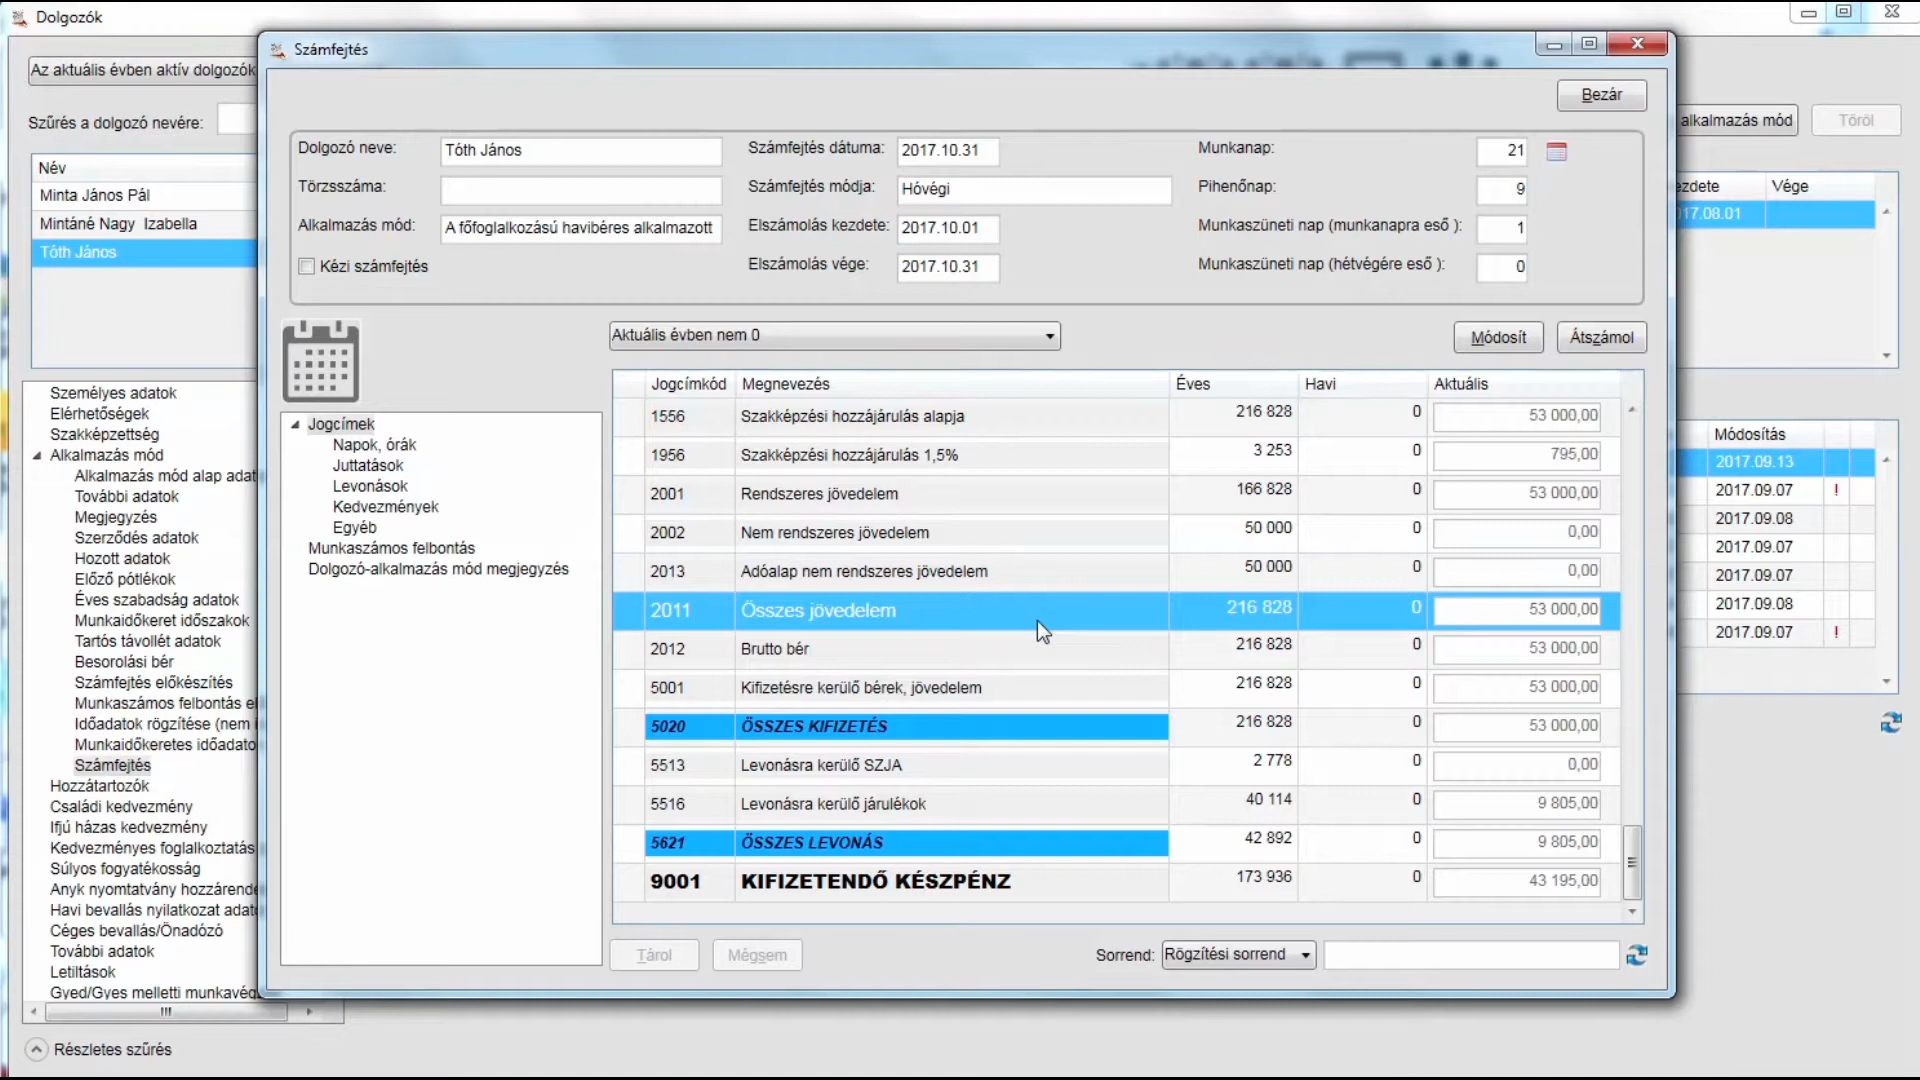 Dolgozók
Számfejtés
Az aktuális évben aktív dolgozók
Szűrés a dolgozó nevére:
Név
Minta János Pál
Mintáné Nagy Izabella
Tóth János
Bezár
alkalmazás mód
Töröl
Vége
17.08.01
Dolgozó neve:
Tóth János
Számfejtés dátuma:
2017.10.31
Munkanap:
21
Törzsszáma:
Számfejtés módja:
Hóvégi
Pihenőnap:
9
Alkalmazás mód:
A főfoglalkozású havibéres alkalmazott
Elszámolás kezdete:
2017.10.01
Munkaszüneti nap (munkanapra eső ):
1
Kézi számfejtés
Elszámolás vége:
2017.10.31
Munkaszüneti nap (hétvégére eső ):
0
Aktuális évben nem 0
Módosít
Átszámol
Személyes adatok
Elérhetőségek
Szakképzettség
Alkalmazás mód
Alkalmazás mód alap adat
További adatok
Megjegyzés
Szerződés adatok
Hozott adatok
Előző pótlékok
Éves szabadság adatok
Munkaidőkeret időszakok
Tartós távollét adatok
Besorolási bér
Számfejtés előkészítés
Munkaszámos felbontás el
Időadatok rögzítése (nem i
Munkaidőkeretes időadato
Számfejtés
Hozzátartozók
Családi kedvezmény
Ifjú házas kedvezmény
Kedvezményes foglalkoztatás
Súlyos fogyatékosság
Anyk nyomtatvány hozzárende
Havi bevallás nyilatkozat adato
Céges bevallás/Önadózó
További adatok
Letiltások
Gyed/Gyes melletti munkavég
Részletes szűrés
Jogcímek
Napok, órák
Juttatások
Levonások
Kedvezmények
Egyéb
Munkaszámos felbontás
Dolgozó-alkalmazás mód megjegyzés
Jogcímkód Megnevezés Éves Havi Aktuális
1556 Szakképzési hozzájárulás alapja 216 828 0 53 000,00
1956 Szakképzési hozzájárulás 1,5% 3 253 0 795,00
2001 Rendszeres jövedelem 166 828 0 53 000,00
2002 Nem rendszeres jövedelem 50 000 0 0,00
2013 Adóalap nem rendszeres jövedelem 50 000 0 0,00
2011 Összes jövedelem 216 828 0 53 000,00
2012 Brutto bér 216 828 0 53 000,00
5001 Kifizetésre kerülő bérek, jövedelem 216 828 0 53 000,00
5020 ÖSSZES KIFIZETÉS 216 828 0 53 000,00
5513 Levonásra kerülő SZJA 2 778 0 0,00
5516 Levonásra kerülő járulékok 40 114 0 9 805,00
5621 ÖSSZES LEVONÁS 42 892 0 9 805,00
9001 KIFIZETENDŐ KÉSZPÉNZ 173 936 0 43 195,00
Tárol
Mégsem
Sorrend:
Rögzítési sorrend
Módosítás
2017.09.13
2017.09.07 !
2017.09.08
2017.09.07
2017.09.07
2017.09.08
2017.09.07 !